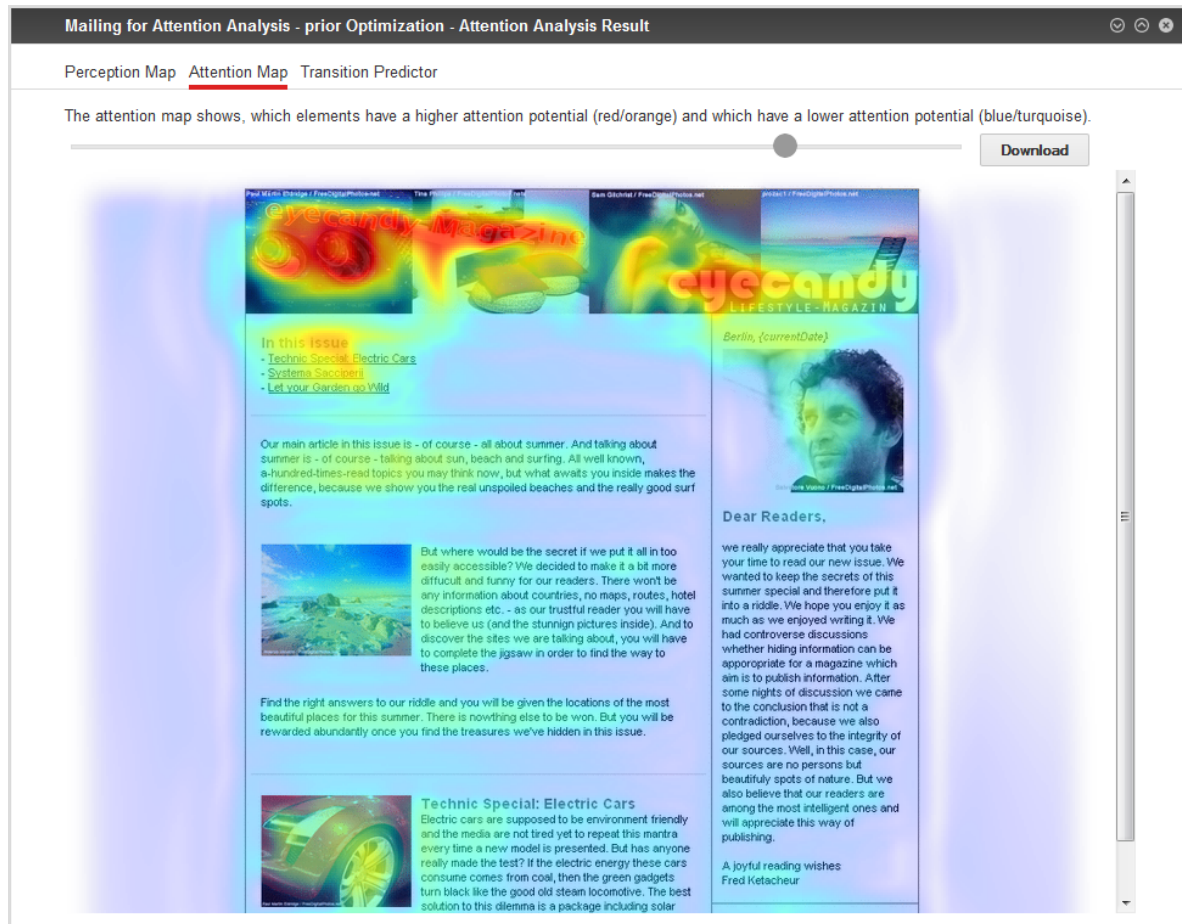 Mailing for Attention Analysis - prior Optimization - Attention Analysis Result
Perception Map Attention Map Transition Predictor
The attention map shows, which elements have a higher attention potential (red/orange) and which have a lower attention potential (blue/turquoise).
Download
Paul Martin Eldridge / FreeDigitalPhotos.net
Sam Gilchrist / FreeDigitalPhotos.net
prozac1 / FreeDigitalPhotos.net
eyecandy Magazine
eyecandy
LIFESTYLE-MAGAZIN
In this issue
- Technic Special: Electric Cars
- Systema Sacciperii
- Let your Garden go Wild
Our main article in this issue is - of course - all about summer. And talking about
summer is - of course - talking about sun, beach and surfing. All well known,
a-hundred-times-read topics you may think now, but what awaits you inside makes the
difference, because we show you the real unspoiled beaches and the really good surf
spots.
But where would be the secret if we put it all in too
easily accessible? We decided to make it a bit more
diffucult and funny for our readers. There won't be
any information about countries, no maps, routes, hotel
descriptions etc. - as our trustful reader you will have
to believe us (and the stunnign pictures inside). And to
discover the sites we are talking about, you will have
to complete the jigsaw in order to find the way to
these places.
Find the right answers to our riddle and you will be given the locations of the most
beautiful places for this summer. There is nowthing else to be won. But you will be
rewarded abundantly once you find the treasures we've hidden in this issue.
Technic Special: Electric Cars
Electric cars are supposed to be environment friendly
and the media are not tired yet to repeat this mantra
every time a new model is presented. But has anyone
really made the test? If the electric energy these cars
consume comes from coal, then the green gadgets
turn black like the good old steam locomotive. The best
solution to this dilemma is a package including solar
Berlin, {currentDate}
Vuono / FreeDigitalPhotos.net
Dear Readers,
we really appreciate that you take
your time to read our new issue. We
wanted to keep the secrets of this
summer special and therefore put it
into a riddle. We hope you enjoy it as
much as we enjoyed writing it. We
had controverse discussions
whether hiding information can be
apporopriate for a magazine which
aim is to publish information. After
some nights of discussion we came
to the conclusion that is not a
contradiction, because we also
pledged ourselves to the integrity of
our sources. Well, in this case, our
sources are no persons but
beautifuly spots of nature. But we
also believe that our readers are
among the most intelligent ones and
will appreciate this way of
publishing.
A joyful reading wishes
Fred Ketacheur